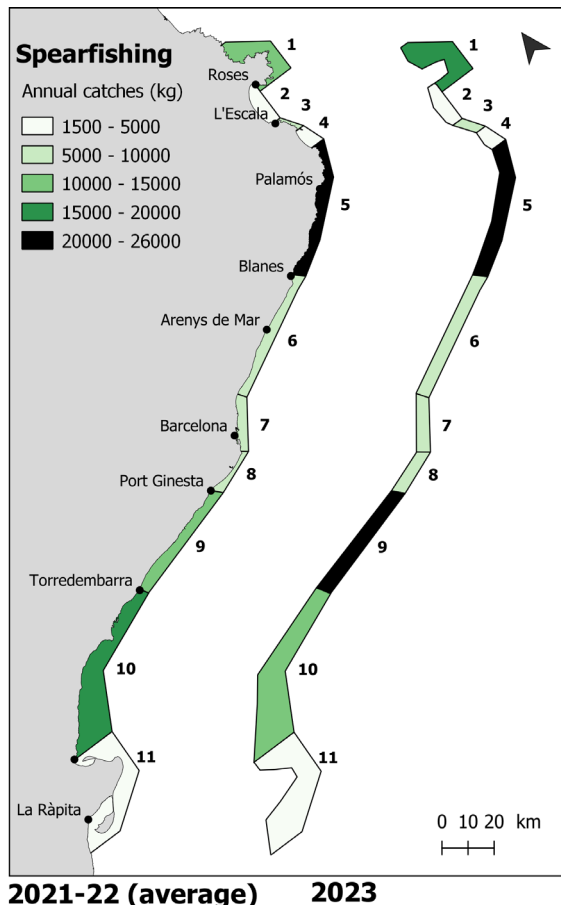 Spearfishing
Annual catches (kg)
1500 - 5000
5000 - 10000
10000 - 15000
15000 - 20000
20000 - 26000
Roses
L'Escala
Palamós
Blanes
Arenys de Mar
Barcelona
Port Ginesta
Torredembarra
La Ràpita
1
2
3
4
5
6
7
8
9
10
11
1
2
3
4
5
6
7
8
9
10
11
0 10 20 km
2021-22 (average) 2023